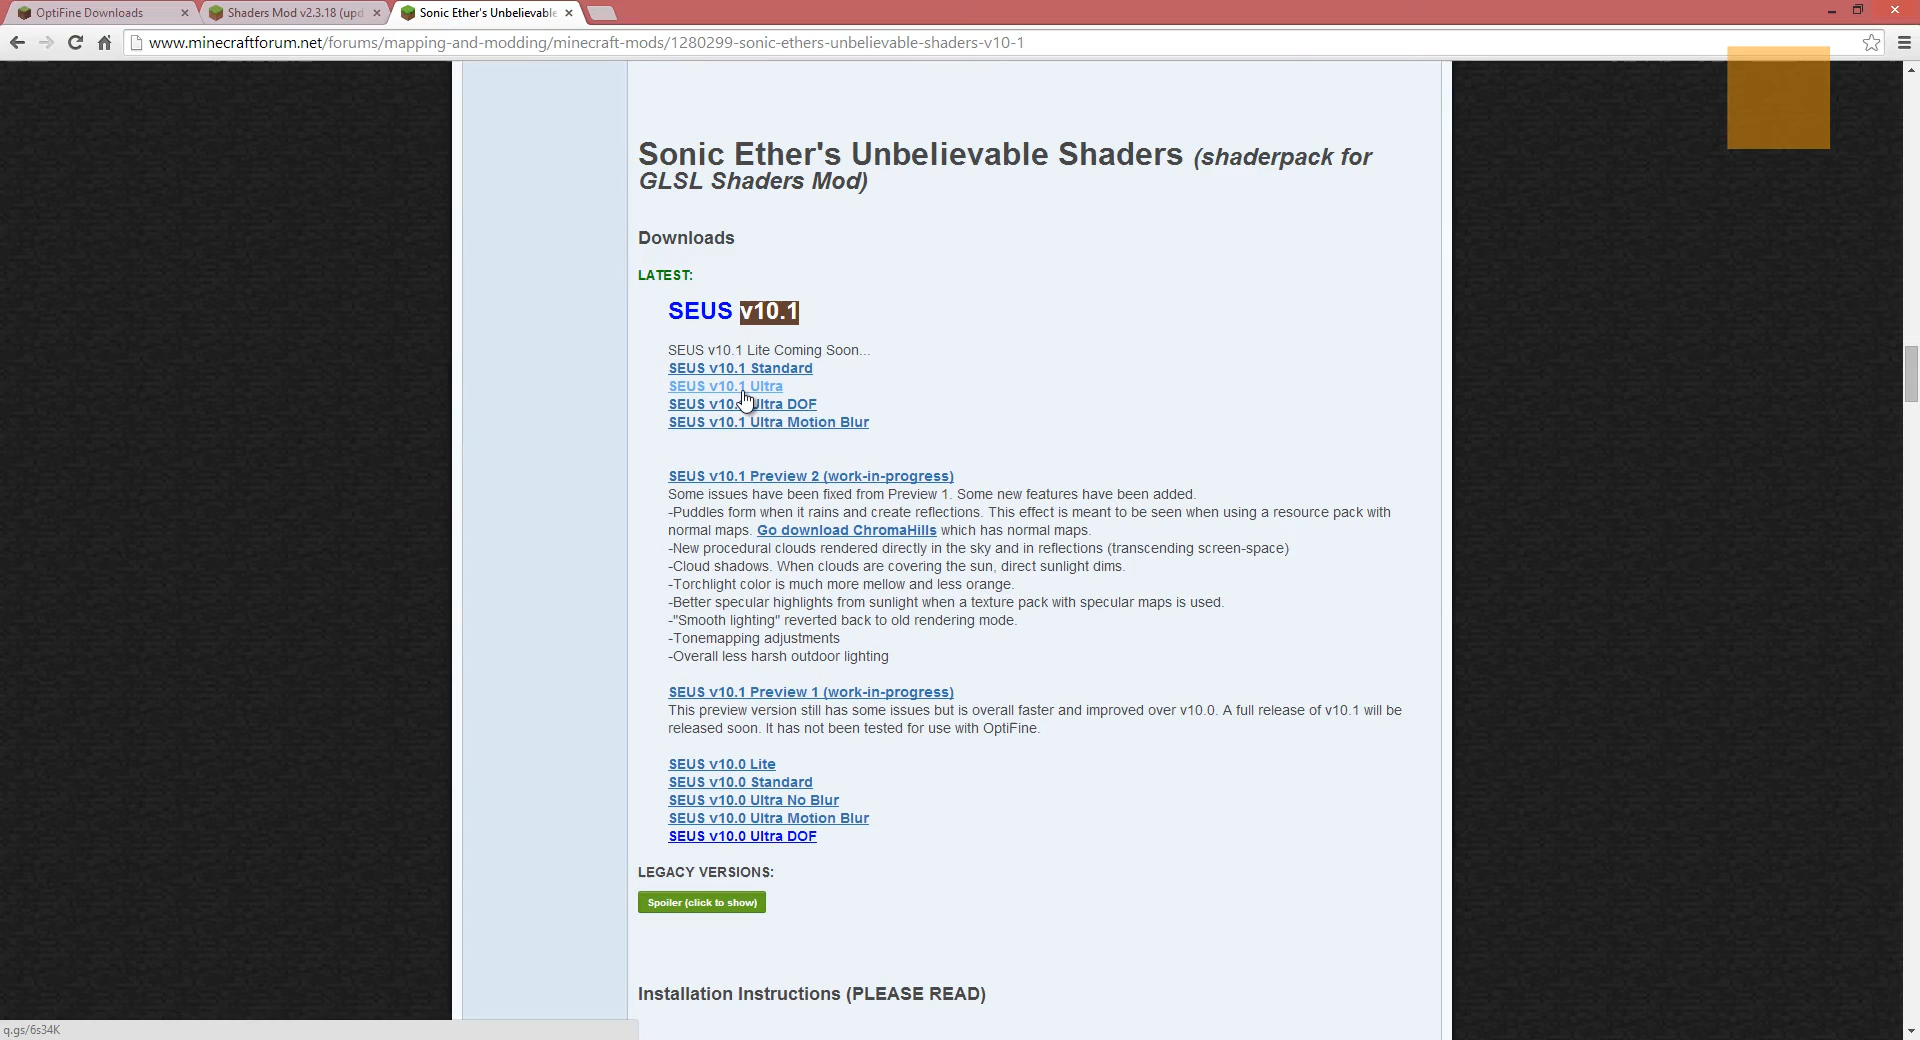 OptiFine Downloads
Shaders Mod v2.3.18 (upd
Sonic Ether's Unbelievable
www.minecraftforum.net/forums/mapping-and-modding/minecraft-mods/1280299-sonic-ethers-unbelievable-shaders-v10-1
Sonic Ether's Unbelievable Shaders (shaderpack for
GLSL Shaders Mod)
Downloads
LATEST:
SEUS v10.1
SEUS v10.1 Lite Coming Soon...
SEUS v10.1 Standard
SEUS v10.1 Ultra
SEUS v10.1 Ultra DOF
SEUS v10.1 Ultra Motion Blur
SEUS v10.1 Preview 2 (work-in-progress)
Some issues have been fixed from Preview 1. Some new features have been added.
-Puddles form when it rains and create reflections. This effect is meant to be seen when using a resource pack with
normal maps. Go download ChromaHills which has normal maps.
-New procedural clouds rendered directly in the sky and in reflections (transcending screen-space)
-Cloud shadows. When clouds are covering the sun, direct sunlight dims.
-Torchlight color is much more mellow and less orange.
-Better specular highlights from sunlight when a texture pack with specular maps is used.
-"Smooth lighting" reverted back to old rendering mode.
-Tonemapping adjustments
-Overall less harsh outdoor lighting
SEUS v10.1 Preview 1 (work-in-progress)
This preview version still has some issues but is overall faster and improved over v10.0. A full release of v10.1 will be
released soon. It has not been tested for use with OptiFine.
SEUS v10.0 Lite
SEUS v10.0 Standard
SEUS v10.0 Ultra No Blur
SEUS v10.0 Ultra Motion Blur
SEUS v10.0 Ultra DOF
LEGACY VERSIONS:
Spoiler (click to show)
Installation Instructions (PLEASE READ)
q.gs/6s34K